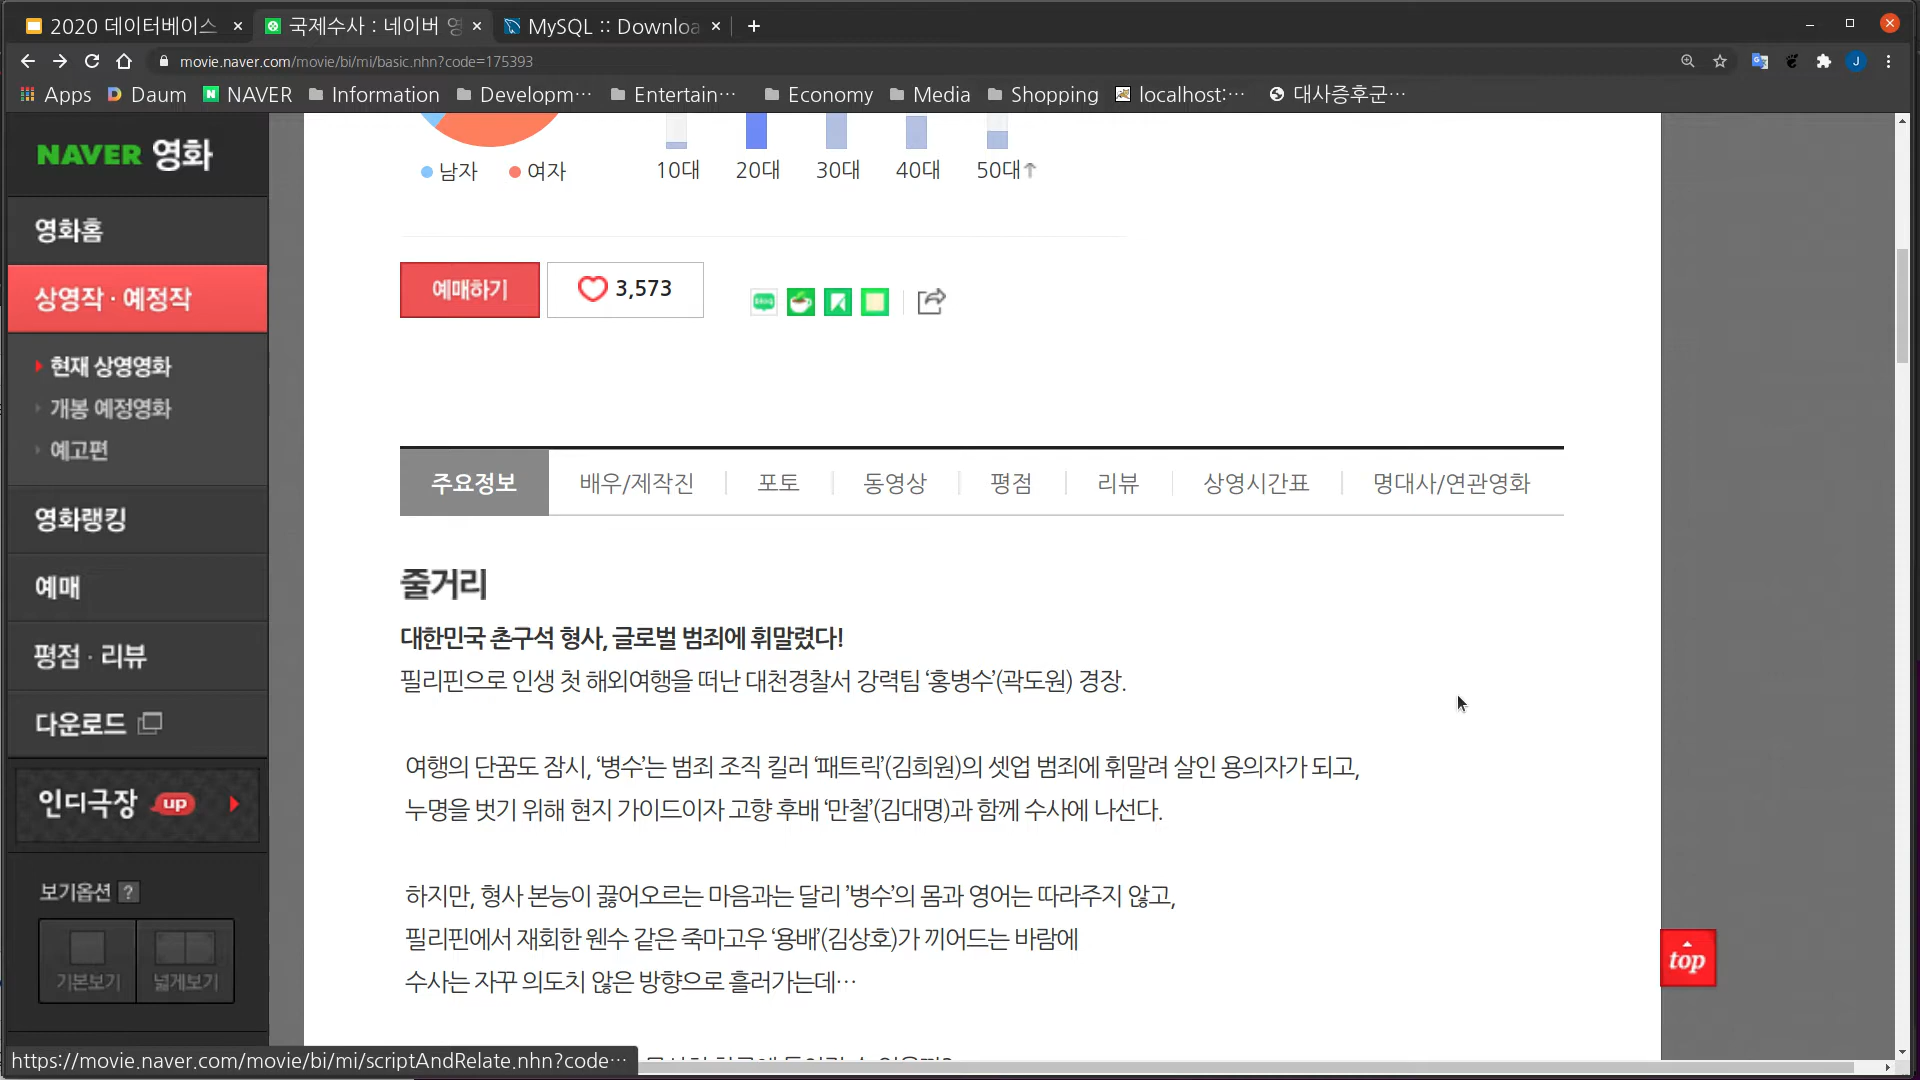 2020 데이터베이스
국제수사 : 네이버 영
MySQL :: Downloa
movie.naver.com/movie/bi/mi/basic.nhn?code=175393
Apps Daum NAVER Information Developm… Entertain… Economy Media Shopping localhost:… 대사증후군…
NAVER 영화
영화홈
상영작 · 예정작
현재 상영영화
개봉 예정영화
예고편
영화랭킹
예매
평점 · 리뷰
다운로드
인디극장 up
보기옵션 ?
기본보기 넓게보기
남자 여자
10대 20대 30대 40대 50대↑
예매하기 3,573
blog
주요정보 배우/제작진 포토 동영상 평점 리뷰 상영시간표 명대사/연관영화
줄거리
대한민국 촌구석 형사, 글로벌 범죄에 휘말렸다!
필리핀으로 인생 첫 해외여행을 떠난 대천경찰서 강력팀 ‘홍병수’(곽도원) 경장.
여행의 단꿈도 잠시, ‘병수’는 범죄 조직 킬러 ‘패트릭’(김희원)의 셋업 범죄에 휘말려 살인 용의자가 되고,
누명을 벗기 위해 현지 가이드이자 고향 후배 ‘만철’(김대명)과 함께 수사에 나선다.
하지만, 형사 본능이 끓어오르는 마음과는 달리 ’병수’의 몸과 영어는 따라주지 않고,
필리핀에서 재회한 웬수 같은 죽마고우 ‘용배’(김상호)가 끼어드는 바람에
수사는 자꾸 의도치 않은 방향으로 흘러가는데…
top
https://movie.naver.com/movie/bi/mi/scriptAndRelate.nhn?code…